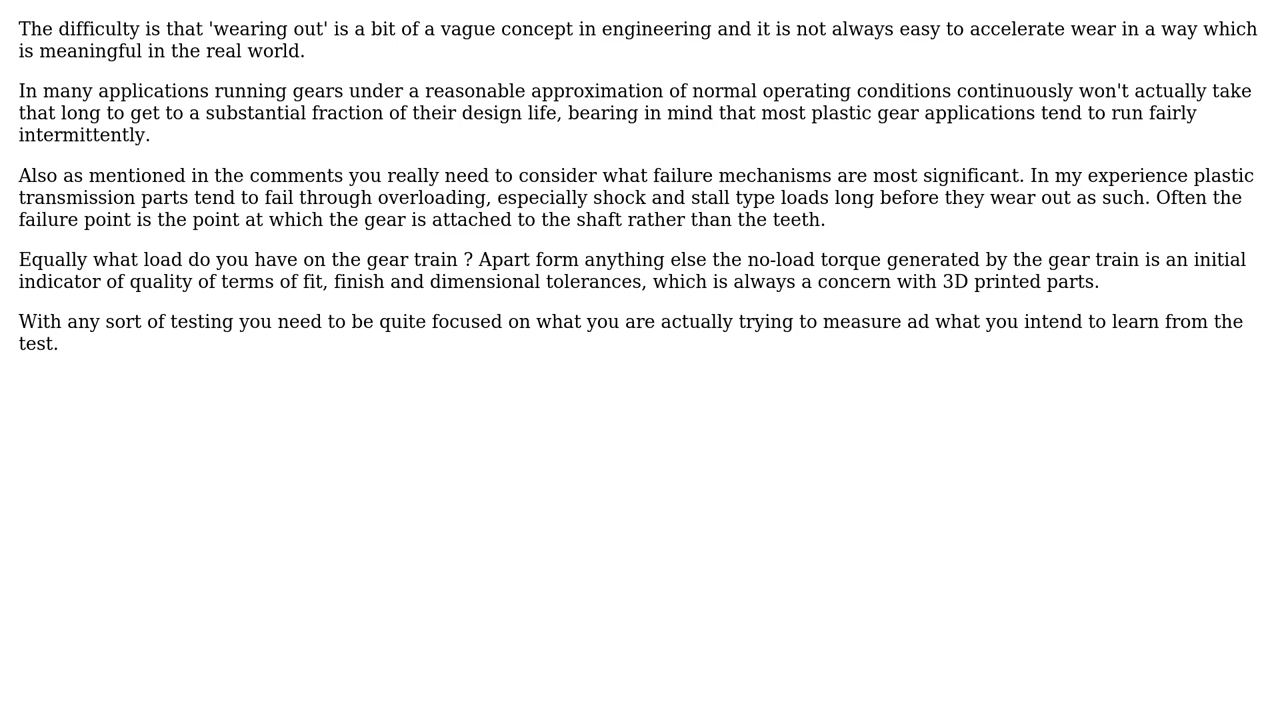 The difficulty is that 'wearing out' is a bit of a vague concept in engineering and it is not always easy to accelerate wear in a way which
is meaningful in the real world.
In many applications running gears under a reasonable approximation of normal operating conditions continuously won't actually take
that long to get to a substantial fraction of their design life, bearing in mind that most plastic gear applications tend to run fairly
intermittently.
Also as mentioned in the comments you really need to consider what failure mechanisms are most significant. In my experience plastic
transmission parts tend to fail through overloading, especially shock and stall type loads long before they wear out as such. Often the
failure point is the point at which the gear is attached to the shaft rather than the teeth.
Equally what load do you have on the gear train ? Apart form anything else the no-load torque generated by the gear train is an initial
indicator of quality of terms of fit, finish and dimensional tolerances, which is always a concern with 3D printed parts.
With any sort of testing you need to be quite focused on what you are actually trying to measure ad what you intend to learn from the
test.